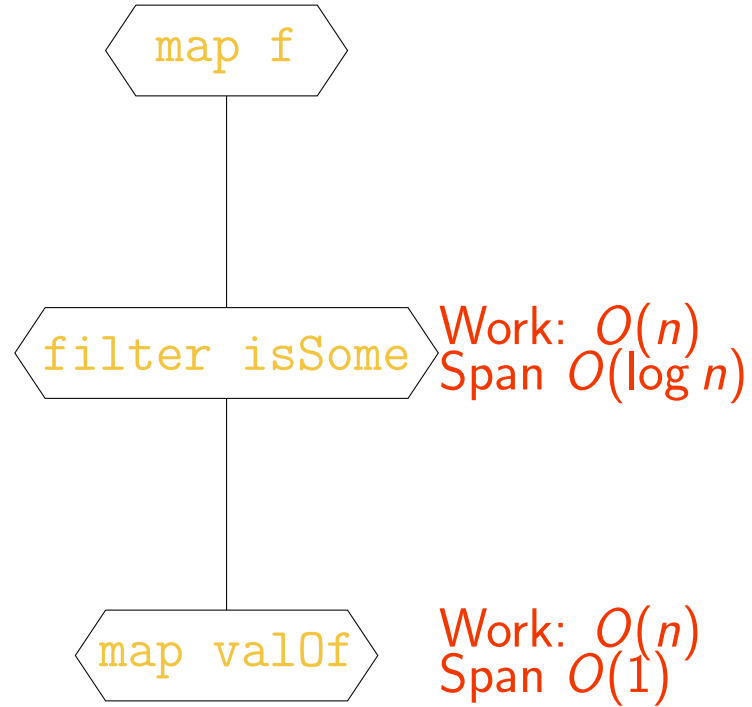 map f
filter isSome
Work: O(n)
Span O(log n)
map valOf
Work: O(n)
Span O(1)